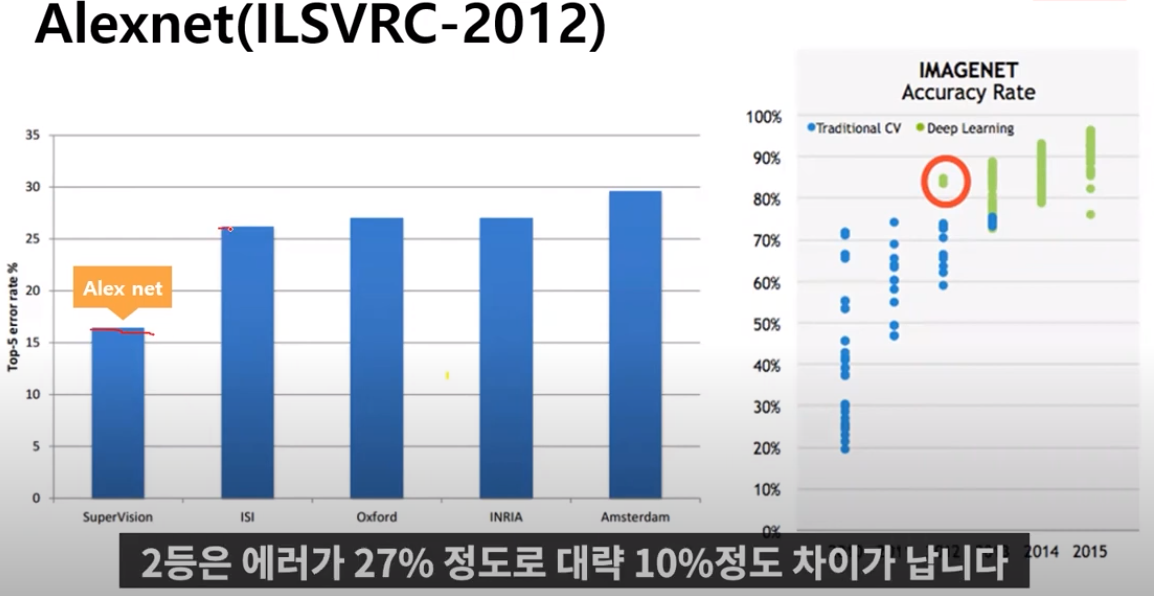 Alexnet(ILSVRC-2012)
Top-5 error rate %
35
30
25
20
15
10
5
0
Alex net
SuperVision
ISI
Oxford
INRIA
Amsterdam
IMAGENET
Accuracy Rate
Traditional CV
Deep Learning
100%
90%
80%
70%
60%
50%
40%
30%
20%
10%
0%
2014
2015
2등은 에러가 27% 정도로 대략 10%정도 차이가 납니다